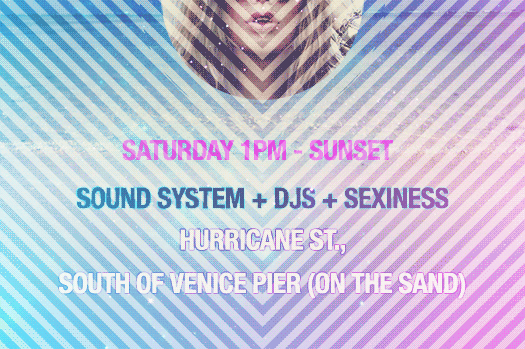 SATURDAY 1PM - SUNSET
SOUND SYSTEM + DJS + SEXINESS
HURRICANE ST.,
SOUTH OF VENICE PIER (ON THE SAND)